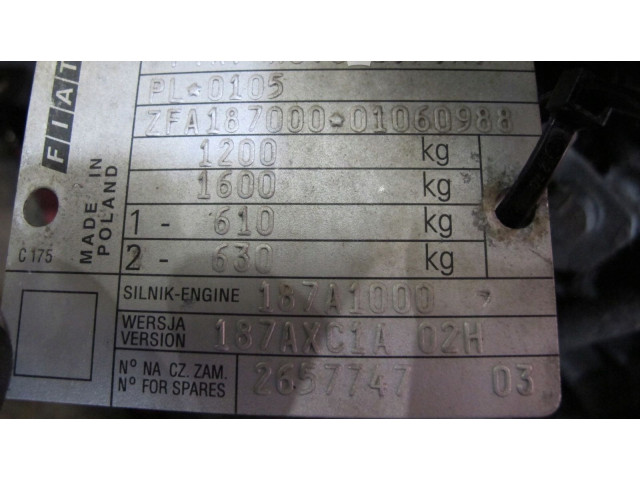 FIAT
MADE IN
POLAND
C 175
PL*0105
ZFA187000*01060988
1200 kg
1600 kg
1 - 610 kg
2 - 630 kg
SILNIK-ENGINE 187A1000
WERSJA
VERSION 187AXC1A 02H
Nº NA CZ. ZAM.
Nº FOR SPARES 2657747 03